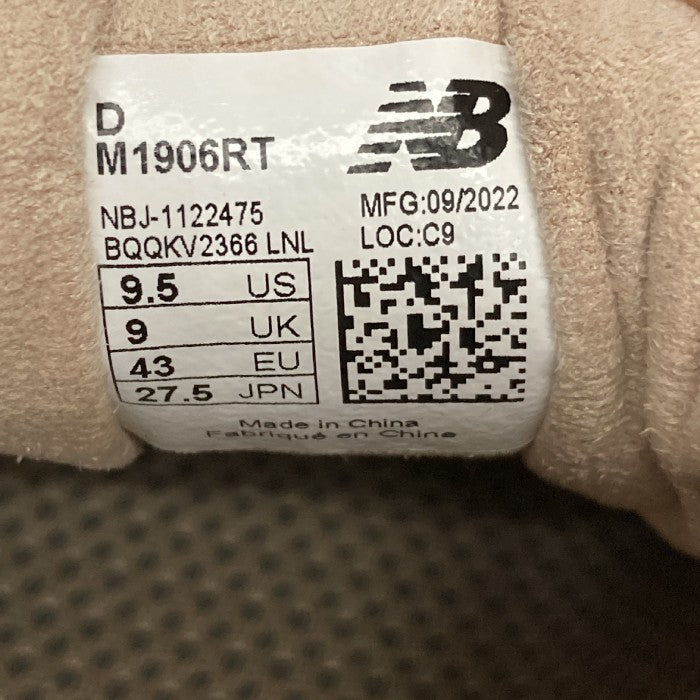 D
M1906RT
NB
NBJ-1122475
BQQKV2366 LNL
MFG:09/2022
LOC:C9
9.5 US
9 UK
43 EU
27.5 JPN
Made in China
Fabriqué en Chine